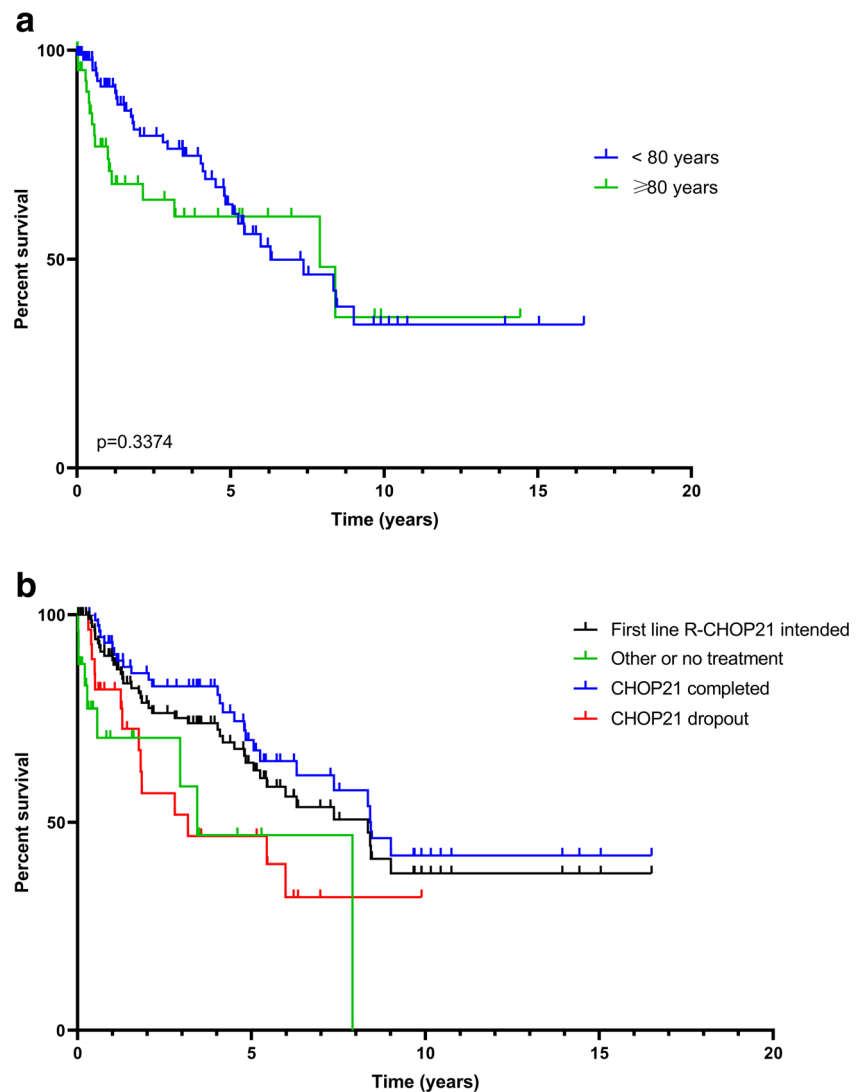 a
100
50
0
Percent survival
< 80 years
⩾80 years
p=0.3374
0 5 10 15 20
Time (years)
b
100
50
0
Percent survival
First line R-CHOP21 intended
Other or no treatment
CHOP21 completed
CHOP21 dropout
0 5 10 15 20
Time (years)